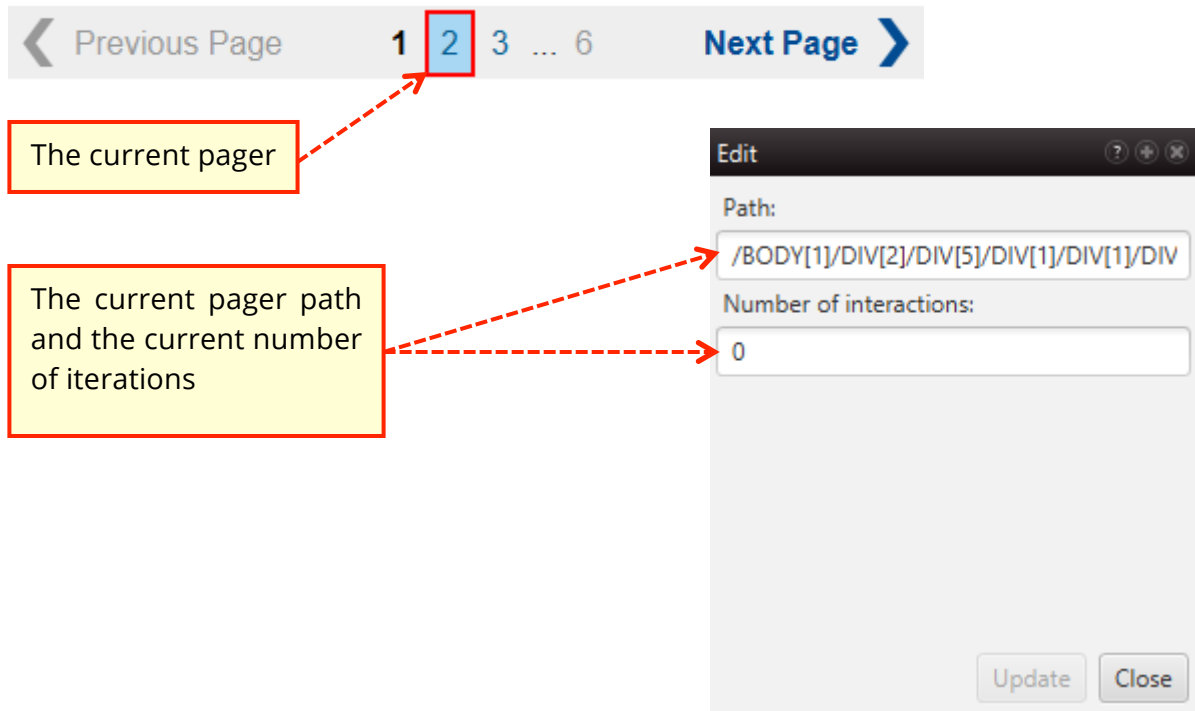 Previous Page 1 2 3 ... 6 Next Page
The current pager
Edit
Path:
/BODY[1]/DIV[2]/DIV[5]/DIV[1]/DIV[1]/DIV
The current pager path
and the current number
of iterations
Number of interactions:
0
Update Close